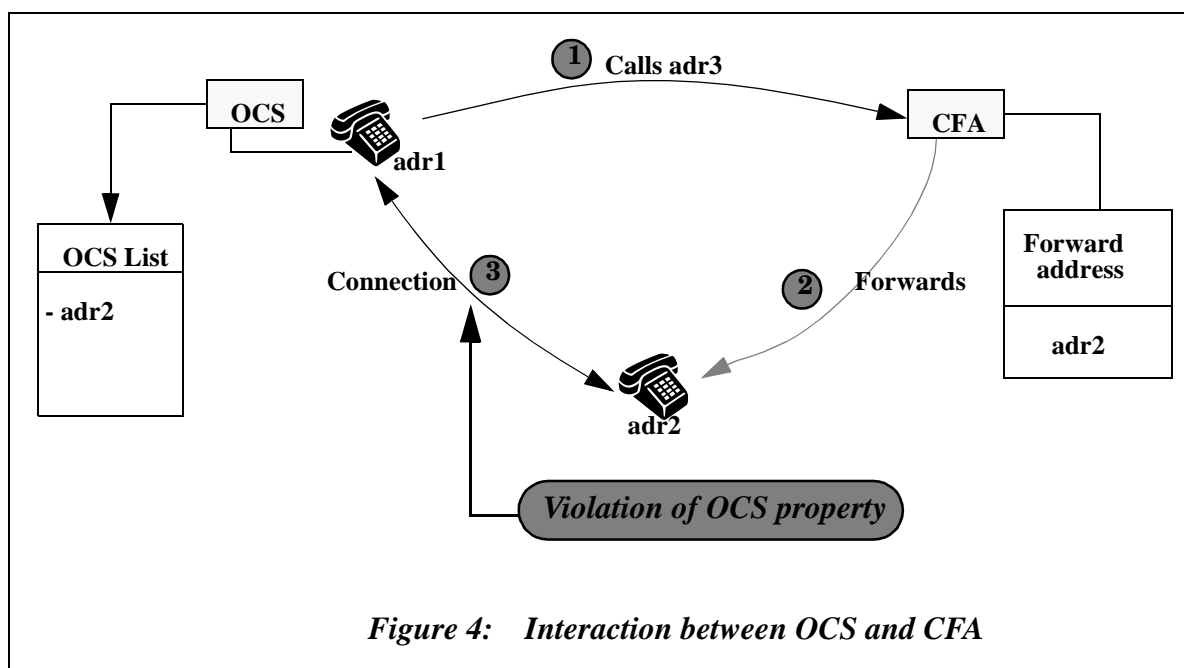 1
Calls adr3
OCS
CFA
adr1
OCS List
- adr2
Forward
address
adr2
Connection
3
2
Forwards
adr2
Violation of OCS property
Figure 4: Interaction between OCS and CFA